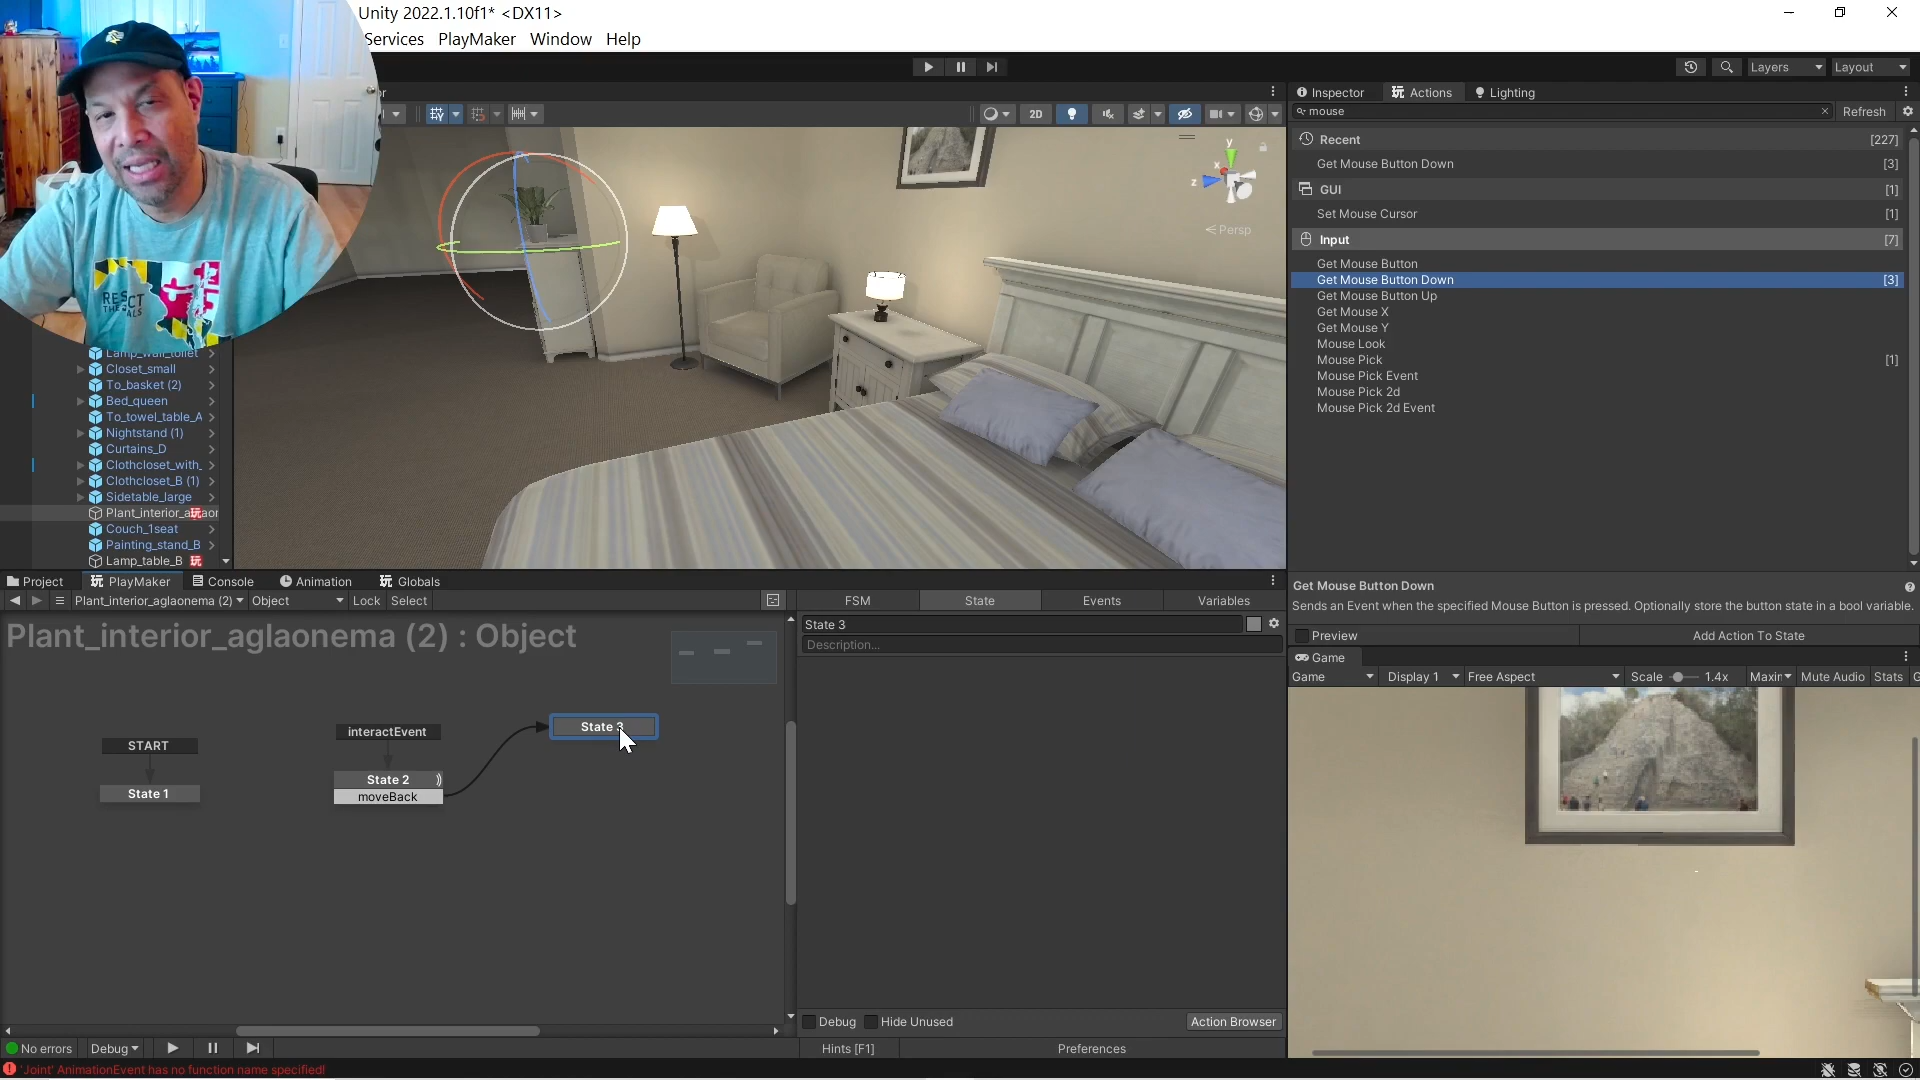 Unity 2022.1.10f1* <DX11>
Services PlayMaker Window Help
Layers Layout
Inspector Actions Lighting
2D
mouse
Refresh
Recent [227]
Get Mouse Button Down [3]
GUI [1]
Set Mouse Cursor [1]
Input [7]
Get Mouse Button
Get Mouse Button Down [3]
Get Mouse Button Up
Get Mouse X
Get Mouse Y
Mouse Look
Mouse Pick [1]
Mouse Pick Event
Mouse Pick 2d
Mouse Pick 2d Event
y
x
z
Persp
Lamp_wall_toilet
Closet_small
To_basket (2)
Bed_queen
To_towel_table_A
Nightstand (1)
Curtains_D
Clothcloset_with_
Clothcloset_B (1)
Sidetable_large
Plant_interior_aglaon
Couch_1seat
Painting_stand_B
Lamp_table_B
Project PlayMaker Console Animation Globals
Plant_interior_aglaonema (2) Object Lock Select
Plant_interior_aglaonema (2) : Object
START
State 1
interactEvent
State 2
moveBack
State 3
FSM State Events Variables
State 3
Description...
Debug Hide Unused Action Browser
Hints [F1] Preferences
Get Mouse Button Down
Sends an Event when the specified Mouse Button is pressed. Optionally store the button state in a bool variable.
Preview Add Action To State
Game
Game Display 1 Free Aspect Scale 1.4x Maxin Mute Audio Stats G
No errors Debug
'Joint' AnimationEvent has no function name specified!